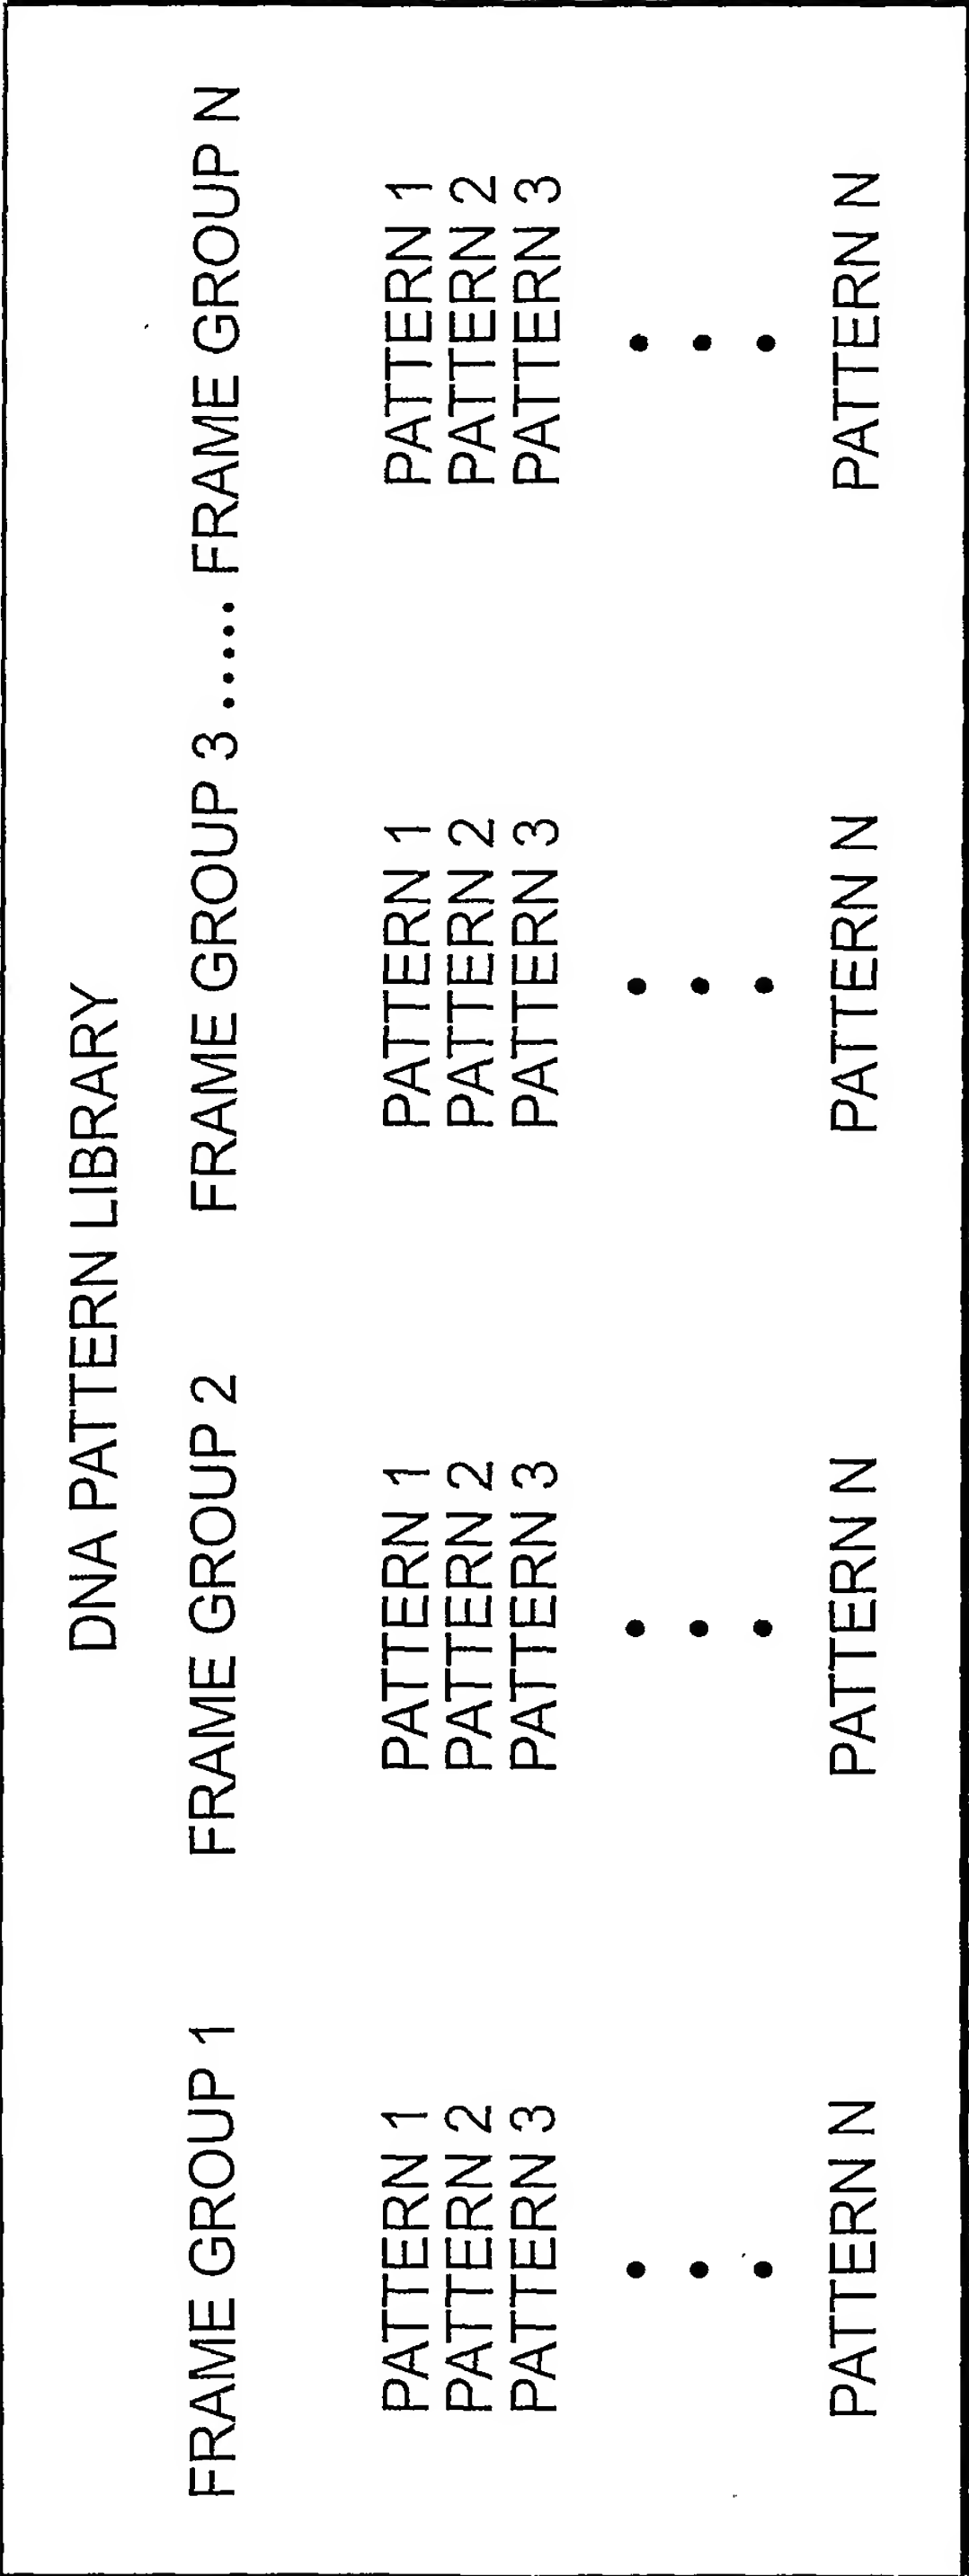 DNA PATTERN LIBRARY
FRAME GROUP 1 FRAME GROUP 2 FRAME GROUP 3 ..... FRAME GROUP N
PATTERN 1 PATTERN 1 PATTERN 1 PATTERN 1
PATTERN 2 PATTERN 2 PATTERN 2 PATTERN 2
PATTERN 3 PATTERN 3 PATTERN 3 PATTERN 3
PATTERN N PATTERN N PATTERN N PATTERN N